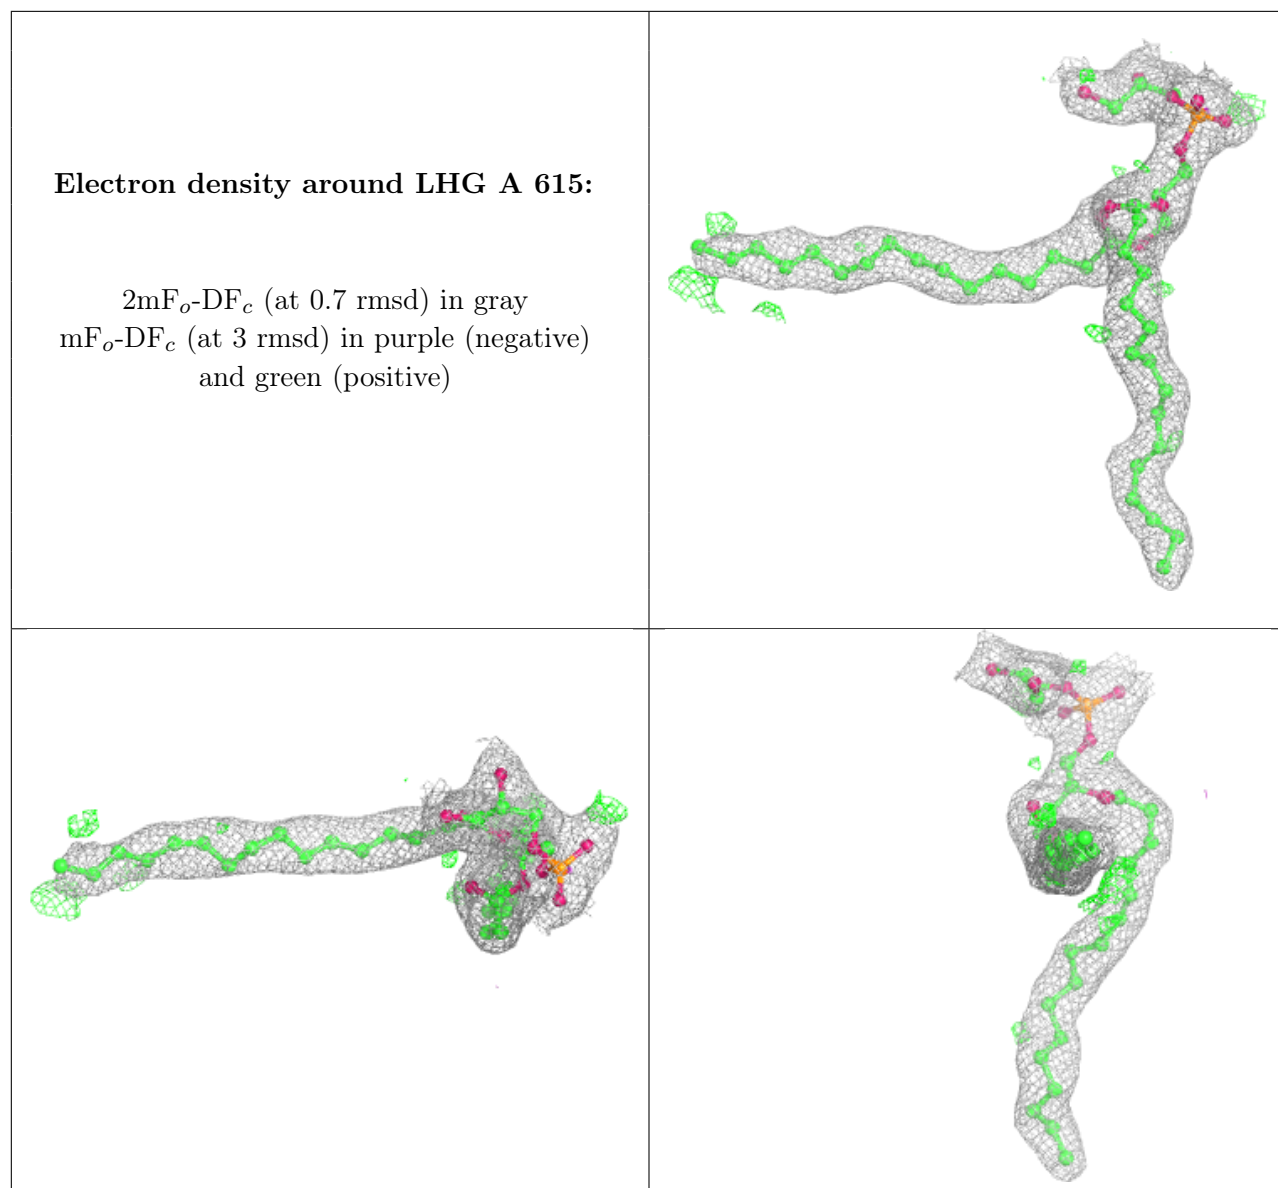 Electron density around LHG A 615:
2mFo-DFc (at 0.7 rmsd) in gray
mFo-DFc (at 3 rmsd) in purple (negative)
and green (positive)